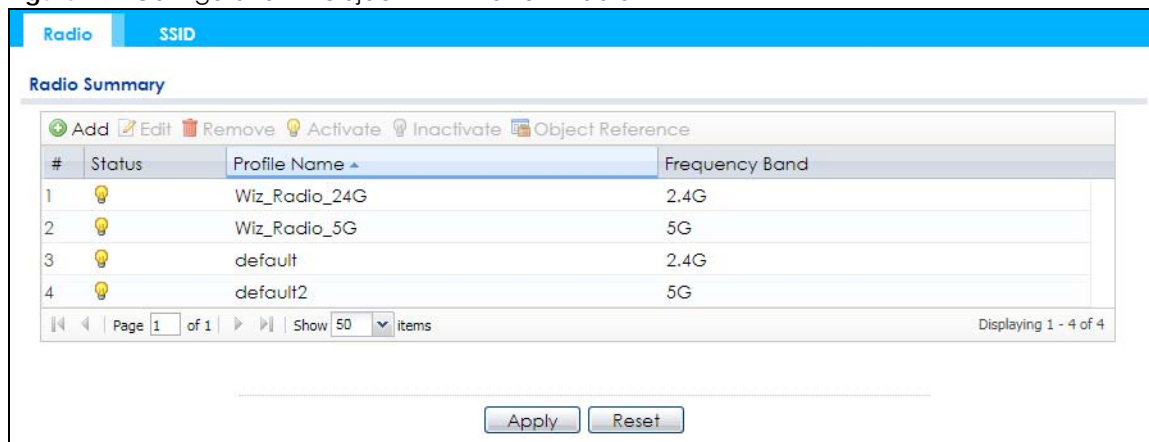 Radio SSID
Radio Summary
Add Edit Remove Activate Inactivate Object Reference
# Status Profile Name Frequency Band
1 Wiz_Radio_24G 2.4G
2 Wiz_Radio_5G 5G
3 default 2.4G
4 default2 5G
Page 1 of 1 Show 50 items Displaying 1 - 4 of 4
Apply Reset